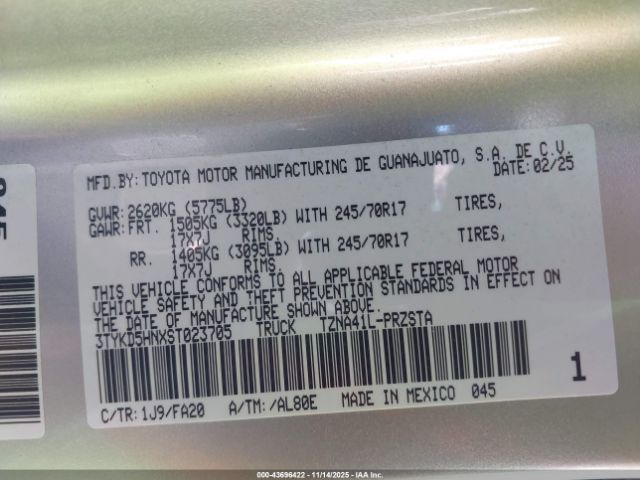 MFD.BY: TOYOTA MOTOR MANUFACTURING DE GUANAJUATO, S.A. DE C.V.
DATE: 02/25
GVWR: 2620KG (5775LB)
GAWR: FRT. 1505KG (3320LB) WITH 245/70R17 TIRES,
17X7J RIMS,
RR. 1405KG (3095LB) WITH 245/70R17 TIRES,
17X7J RIMS,
THIS VEHICLE CONFORMS TO ALL APPLICABLE FEDERAL MOTOR
VEHICLE SAFETY AND THEFT PREVENTION STANDARDS IN EFFECT ON
THE DATE OF MANUFACTURE SHOWN ABOVE.
3TYKD5HNXST023705 TRUCK TZNA41L-PRZSTA
1
C/TR: 1J9/FA20 A/TM: /AL80E MADE IN MEXICO 045
045
500 - 43696422 - 11/14/2025 - IAA Inc.